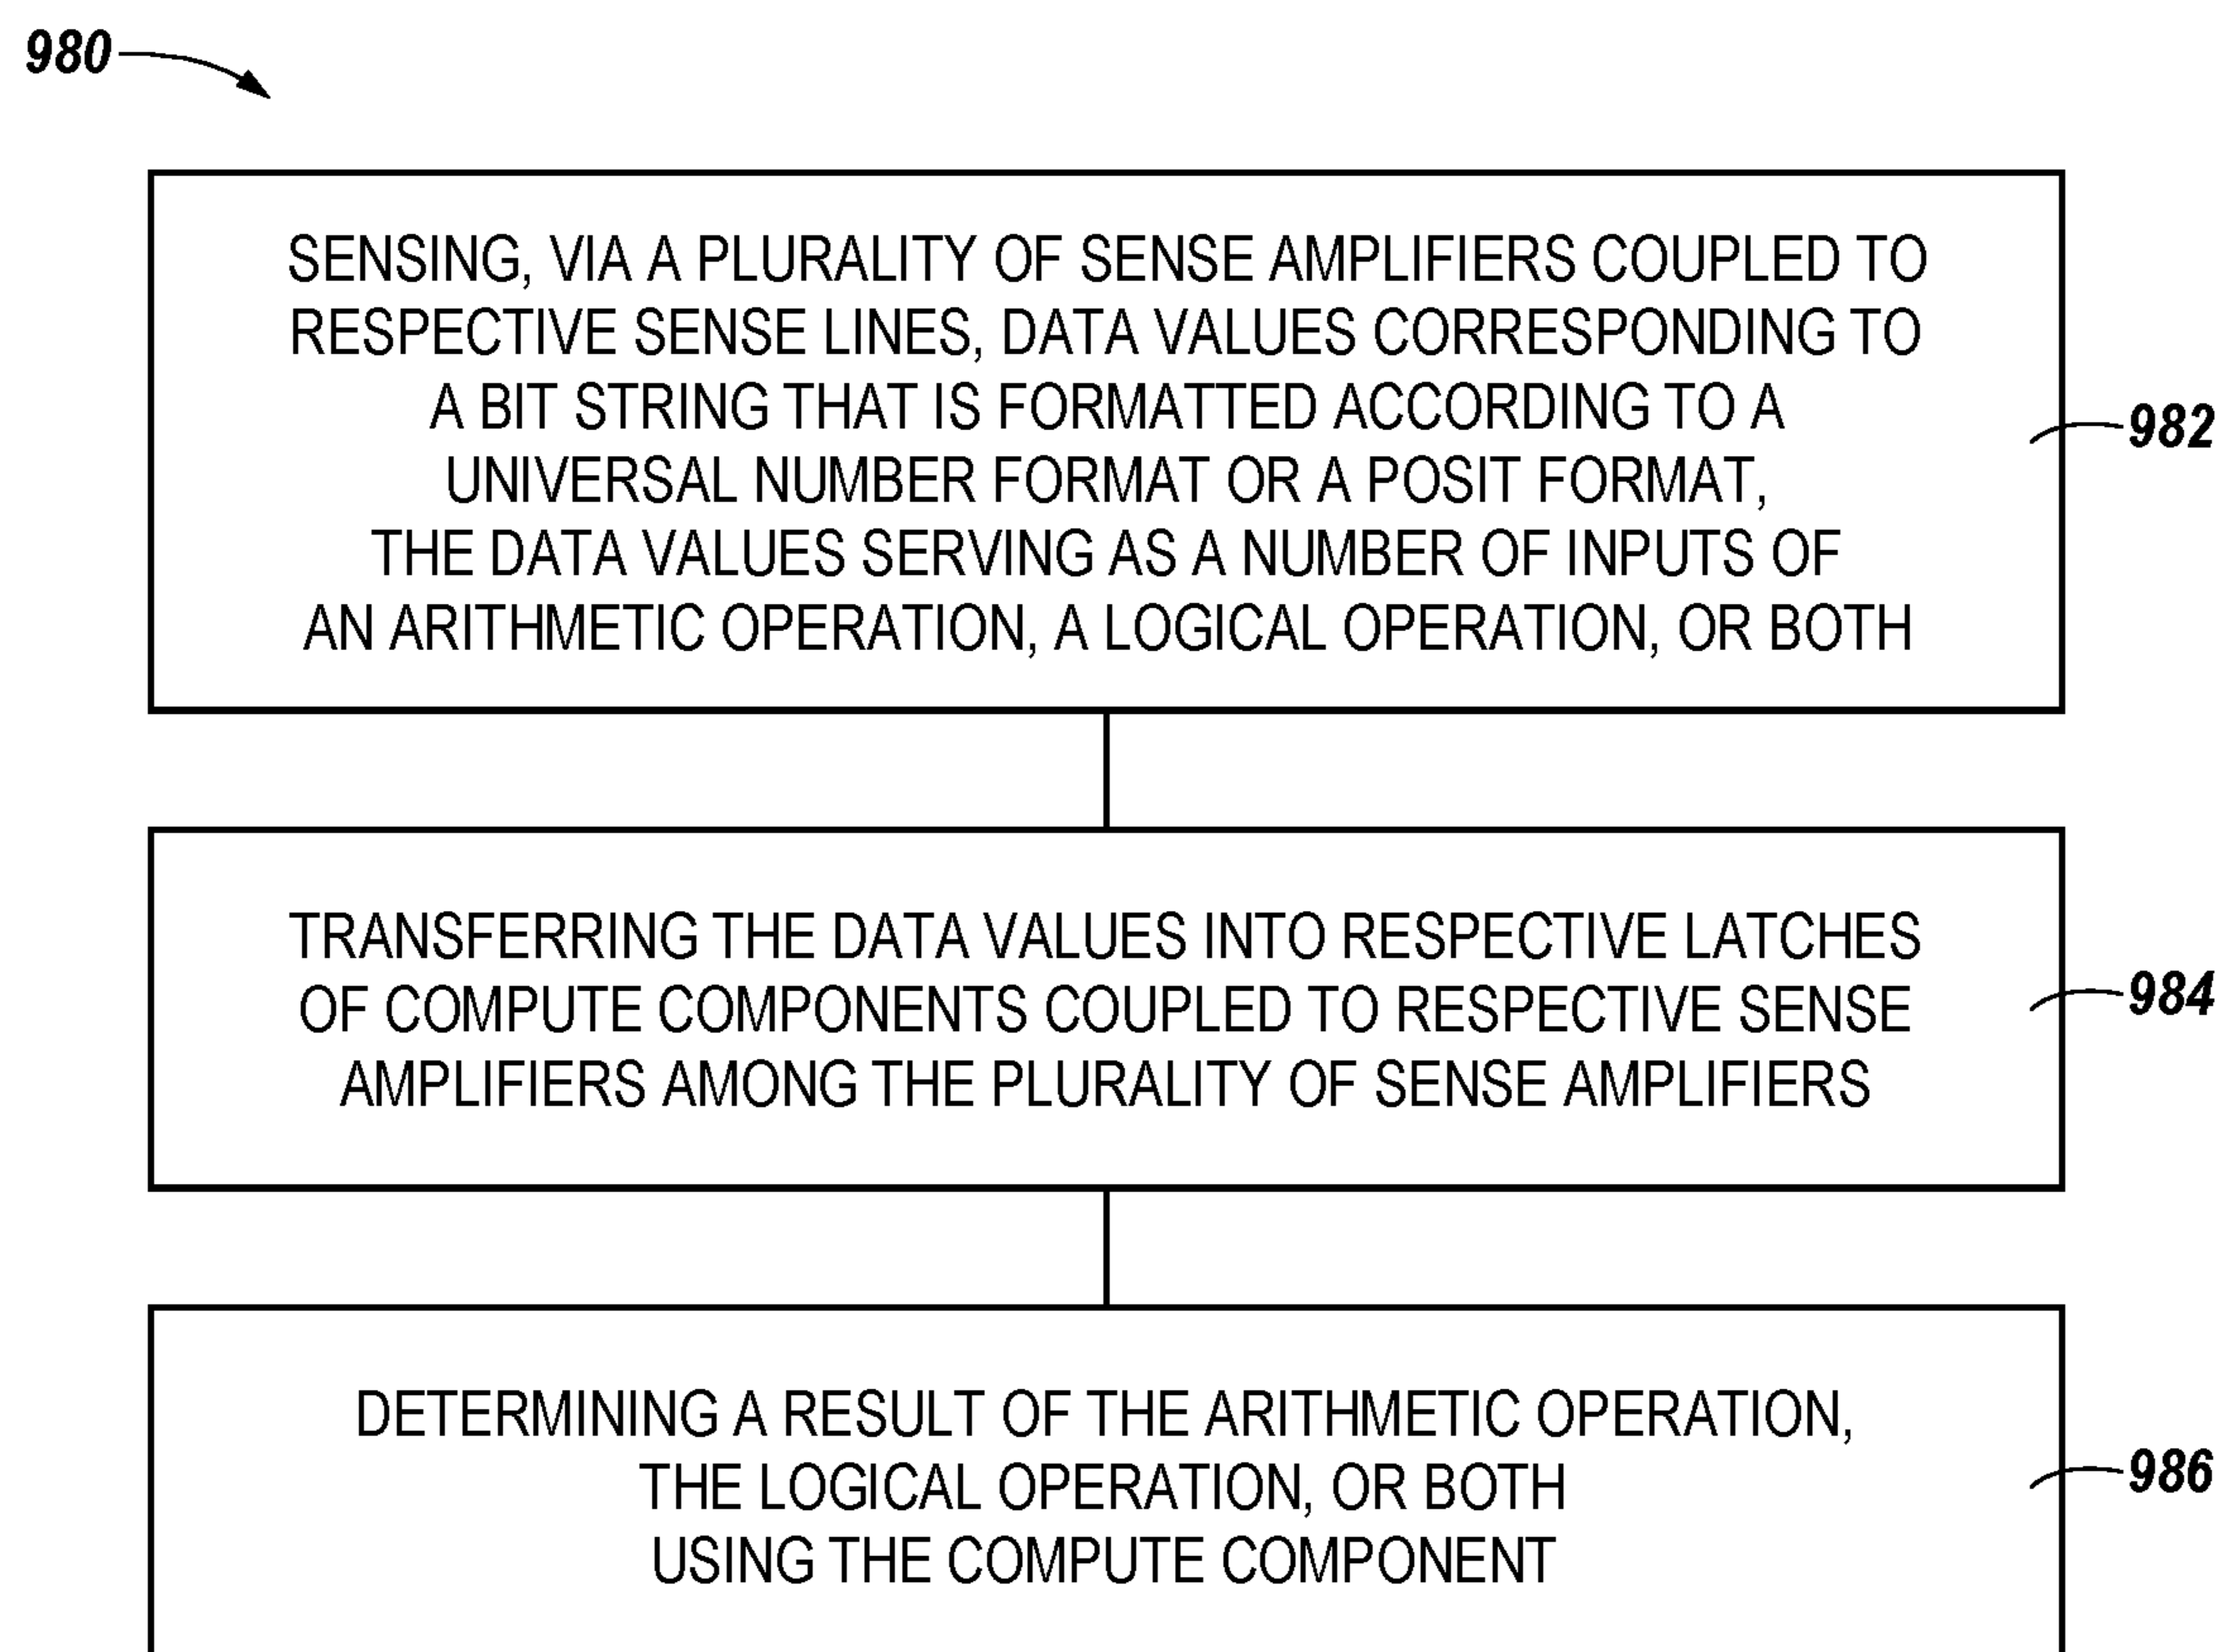 980
SENSING, VIA A PLURALITY OF SENSE AMPLIFIERS COUPLED TO
RESPECTIVE SENSE LINES, DATA VALUES CORRESPONDING TO
A BIT STRING THAT IS FORMATTED ACCORDING TO A
UNIVERSAL NUMBER FORMAT OR A POSIT FORMAT,
THE DATA VALUES SERVING AS A NUMBER OF INPUTS OF
AN ARITHMETIC OPERATION, A LOGICAL OPERATION, OR BOTH
982
TRANSFERRING THE DATA VALUES INTO RESPECTIVE LATCHES
OF COMPUTE COMPONENTS COUPLED TO RESPECTIVE SENSE
AMPLIFIERS AMONG THE PLURALITY OF SENSE AMPLIFIERS
984
DETERMINING A RESULT OF THE ARITHMETIC OPERATION,
THE LOGICAL OPERATION, OR BOTH
USING THE COMPUTE COMPONENT
986